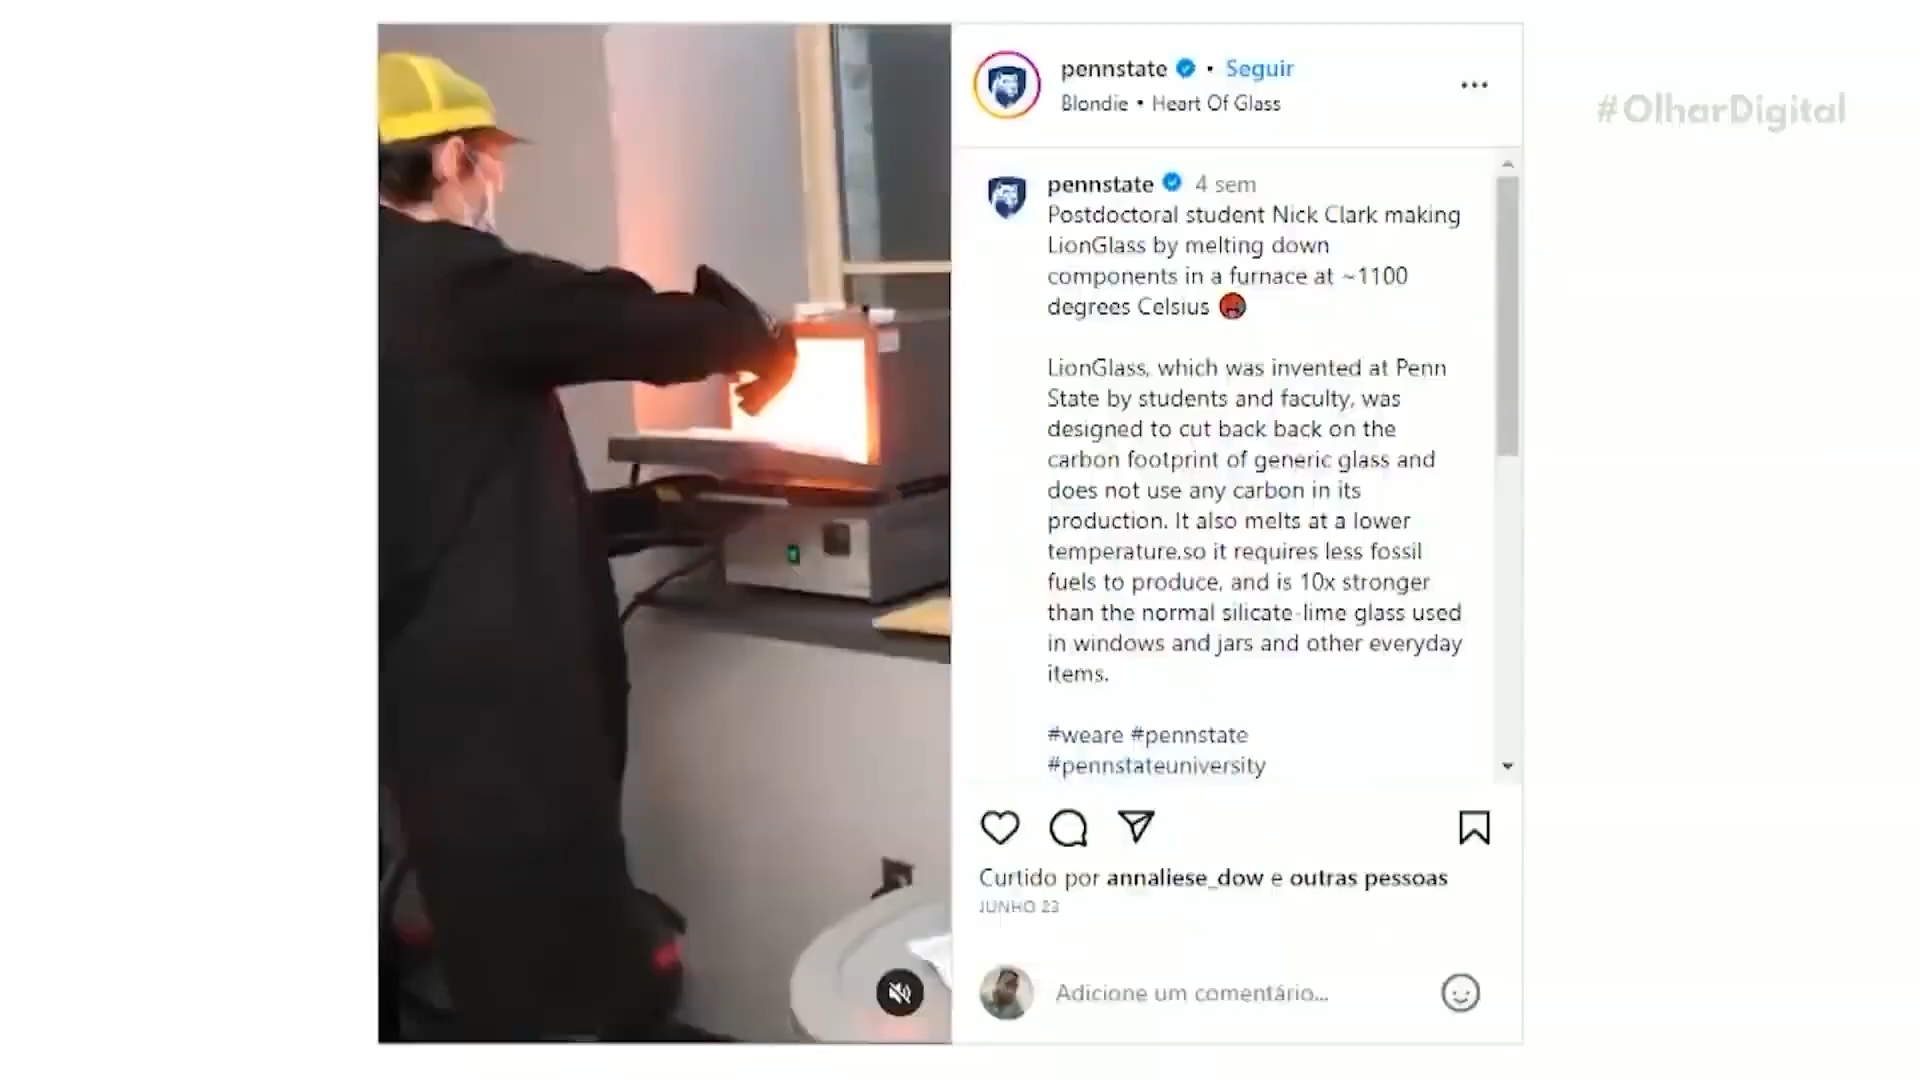 pennstate • Seguir
Blondie • Heart Of Glass
#OlharDigital
pennstate 4 sem
Postdoctoral student Nick Clark making
LionGlass by melting down
components in a furnace at ~1100
degrees Celsius
LionGlass, which was invented at Penn
State by students and faculty, was
designed to cut back back on the
carbon footprint of generic glass and
does not use any carbon in its
production. It also melts at a lower
temperature,so it requires less fossil
fuels to produce, and is 10x stronger
than the normal silicate-lime glass used
in windows and jars and other everyday
items.
#weare #pennstate
#pennstateuniversity
Curtido por annaliese_dow e outras pessoas
JUNHO 23
Adicione um comentário...